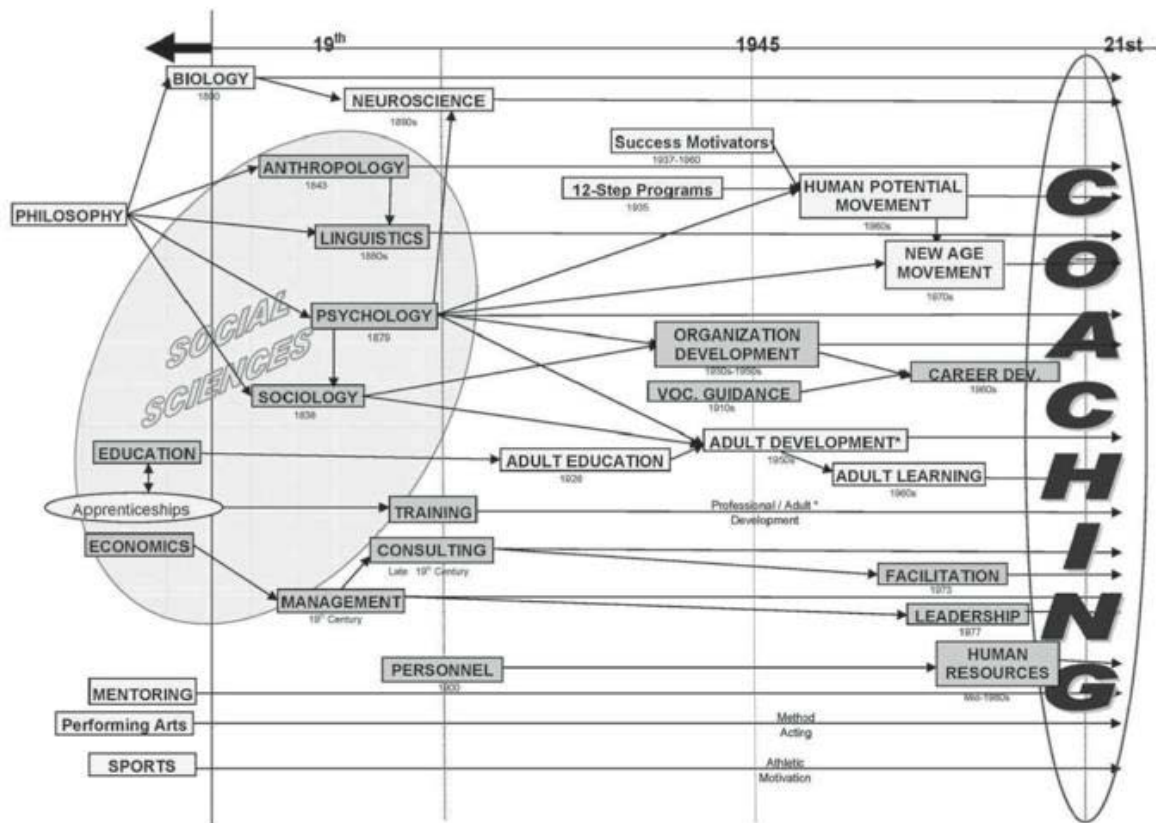 19th
1945
21st
BIOLOGY
1800
NEUROSCIENCE
1890s
Success Motivators
1937-1960
ANTHROPOLOGY
1843
12-Step Programs
1935
HUMAN POTENTIAL
MOVEMENT
1960s
PHILOSOPHY
LINGUISTICS
1880s
NEW AGE
MOVEMENT
1970s
SOCIAL
SCIENCES
PSYCHOLOGY
1879
ORGANIZATION
DEVELOPMENT
CAREER DEV.
1960s
VOC. GUIDANCE
1910s
SOCIOLOGY
1838
EDUCATION
ADULT EDUCATION
1926
ADULT DEVELOPMENT*
1950s
ADULT LEARNING
1960s
Apprenticeships
TRAINING
Professional / Adult *
Development
ECONOMICS
CONSULTING
Late 19th Century
FACILITATION
1973
MANAGEMENT
19th Century
LEADERSHIP
1977
PERSONNEL
1900
HUMAN
RESOURCES
Mid-1980s
MENTORING
Performing Arts
Method
Acting
SPORTS
Athletic
Motivation
COACHING